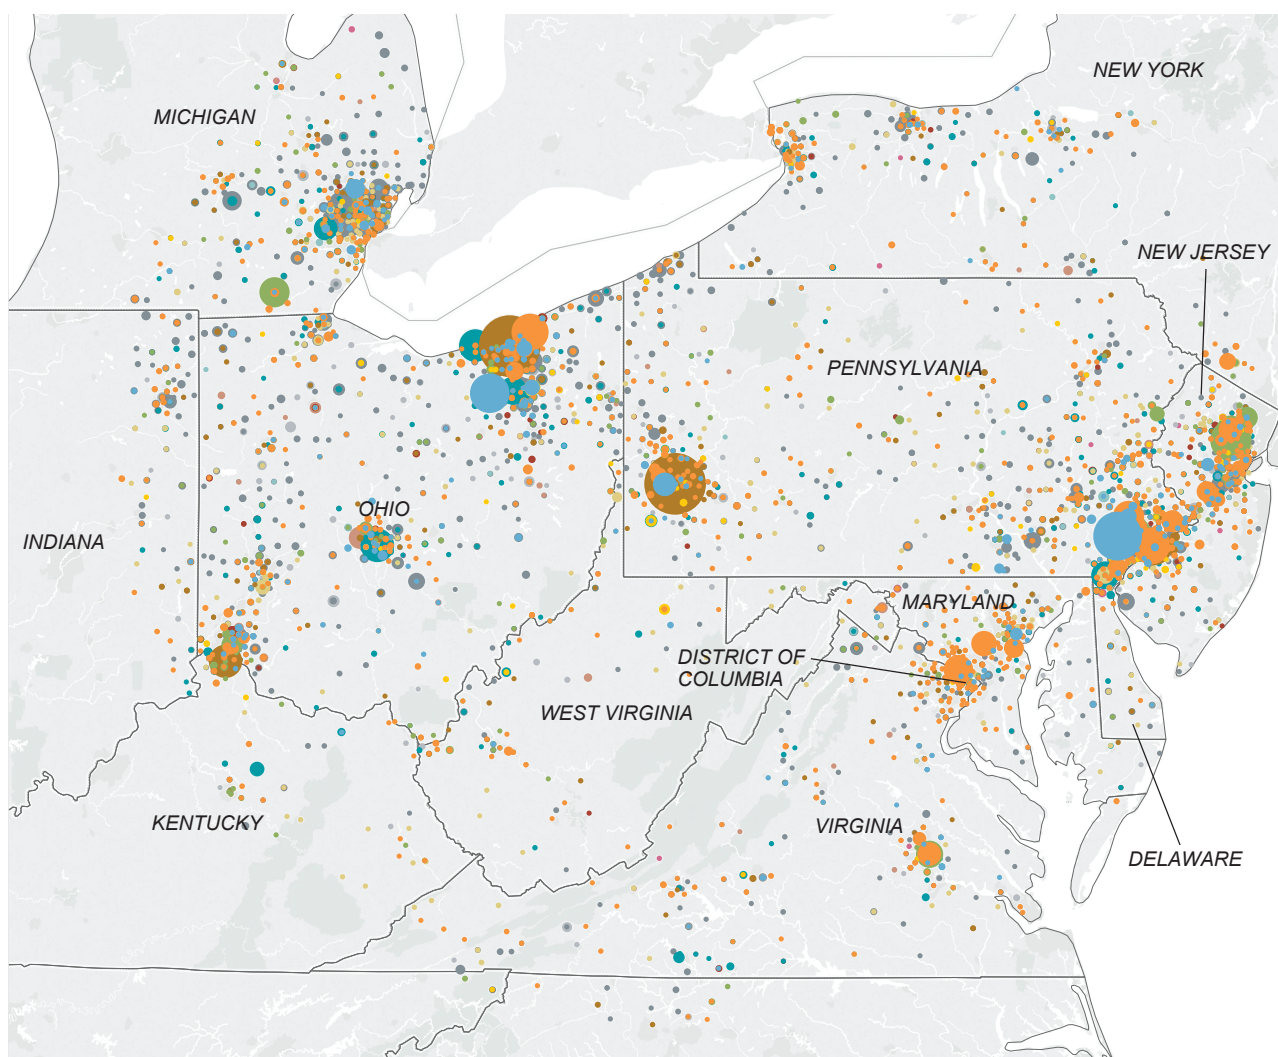 NEW YORK
MICHIGAN
NEW JERSEY
PENNSYLVANIA
OHIO
INDIANA
MARYLAND
DISTRICT OF
COLUMBIA
WEST VIRGINIA
KENTUCKY
VIRGINIA
DELAWARE